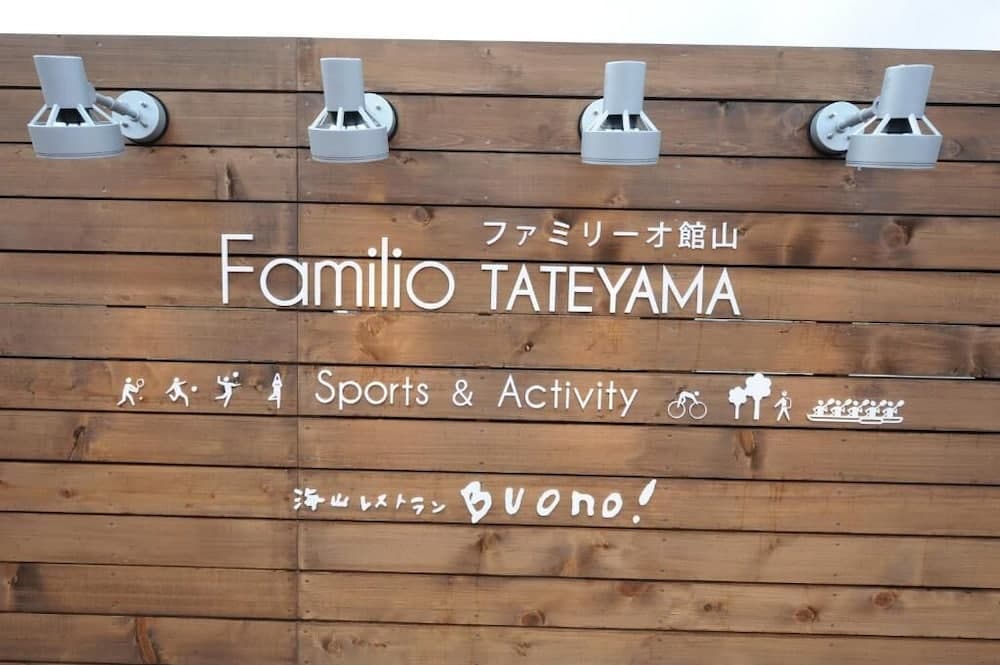 ファミリーオ館山
Familio TATEYAMA
Sports & Activity
海山レストラン Buono!